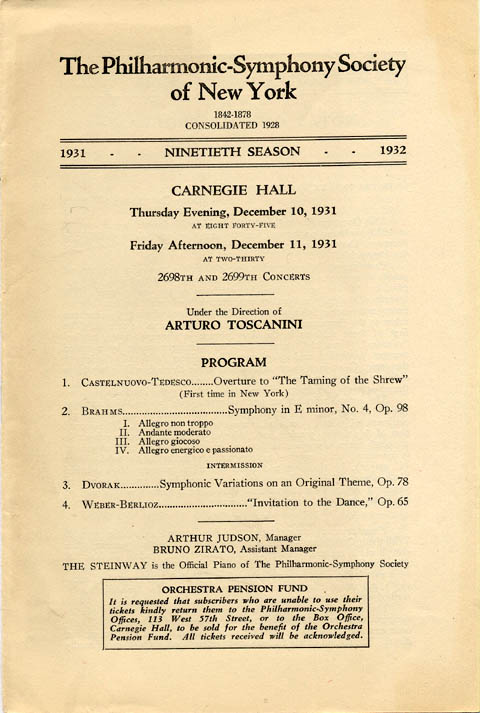 The Philharmonic-Symphony Society
of New York
1842-1878
CONSOLIDATED 1928
1931 - - NINETIETH SEASON - - 1932
CARNEGIE HALL
Thursday Evening, December 10, 1931
AT EIGHT FORTY-FIVE
Friday Afternoon, December 11, 1931
AT TWO-THIRTY
2698TH AND 2699TH CONCERTS
Under the Direction of
ARTURO TOSCANINI
PROGRAM
1. CASTELNUOVO-TEDESCO........Overture to "The Taming of the Shrew"
(First time in New York)
2. BRAHMS......................................Symphony in E minor, No. 4, Op. 98
I. Allegro non troppo
II. Andante moderato
III. Allegro giocoso
IV. Allegro energico e passionato
INTERMISSION
3. DVORAK..............Symphonic Variations on an Original Theme, Op. 78
4. WEBER-BERLIOZ................................"Invitation to the Dance," Op. 65
ARTHUR JUDSON, Manager
BRUNO ZIRATO, Assistant Manager
THE STEINWAY is the Official Piano of The Philharmonic-Symphony Society
ORCHESTRA PENSION FUND
It is requested that subscribers who are unable to use their
tickets kindly return them to the Philharmonic-Symphony
Offices, 113 West 57th Street, or to the Box Office,
Carnegie Hall, to be sold for the benefit of the Orchestra
Pension Fund. All tickets received will be acknowledged.